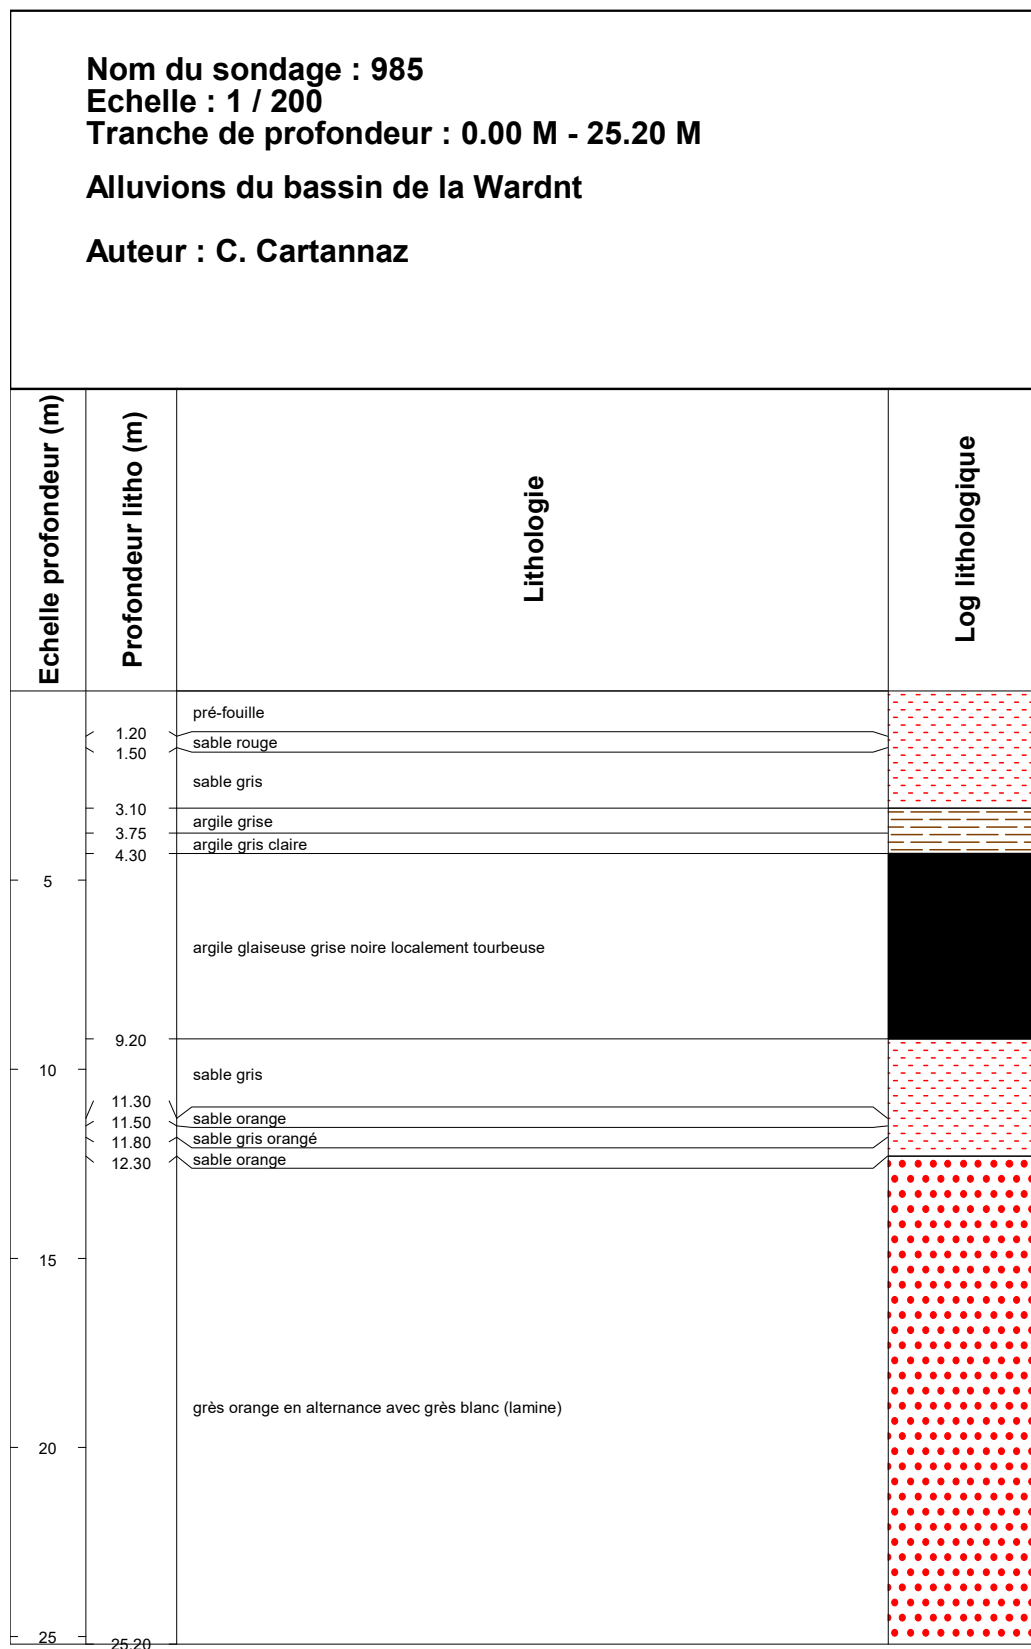 Nom du sondage : 985
Echelle : 1 / 200
Tranche de profondeur : 0.00 M - 25.20 M
Alluvions du bassin de la Wardnt
Auteur : C. Cartannaz
Echelle profondeur (m)
Profondeur litho (m)
Lithologie
Log lithologique
pré-fouille
1.20
sable rouge
1.50
sable gris
3.10
argile grise
3.75
argile gris claire
4.30
5
argile glaiseuse grise noire localement tourbeuse
9.20
10
sable gris
11.30
sable orange
11.50
sable gris orangé
11.80
sable orange
12.30
15
grès orange en alternance avec grès blanc (lamine)
20
25
25.20